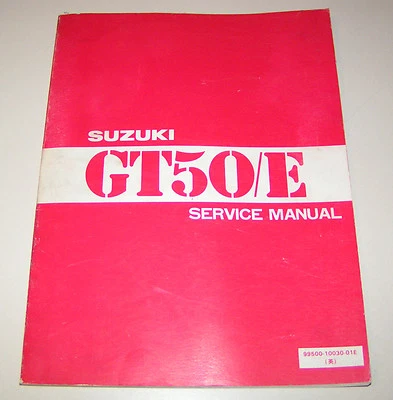 SUZUKI
GT50/E
SERVICE MANUAL
99500-10030-01E
(英)